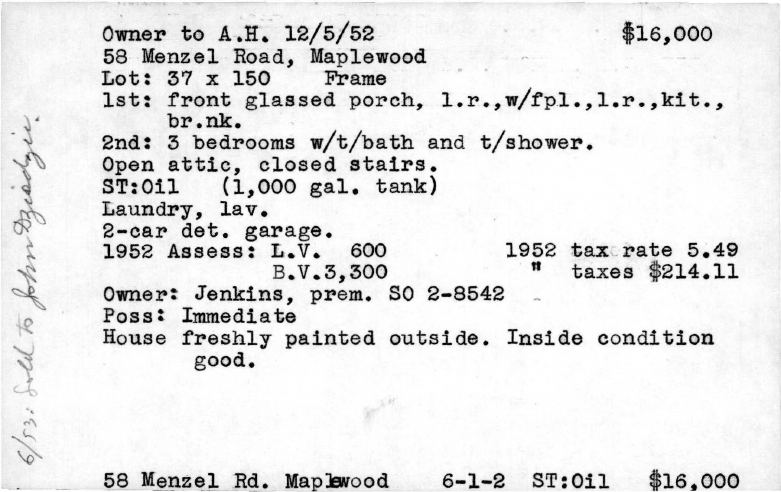 Owner to A.H. 12/5/52 $16,000
58 Menzel Road, Maplewood
Lot: 37 x 150 Frame
1st: front glassed porch, l.r.,w/fpl.,l.r.,kit.,
br.nk.
2nd: 3 bedrooms w/t/bath and t/shower.
Open attic, closed stairs.
ST:Oil (1,000 gal. tank)
Laundry, lav.
2-car det. garage.
1952 Assess: L.V. 600 1952 tax rate 5.49
B.V.3,300 " taxes $214.11
Owner: Jenkins, prem. SO 2-8542
Poss: Immediate
House freshly painted outside. Inside condition
good.
58 Menzel Rd. Maplewood 6-1-2 ST:Oil $16,000
6/53: Sold to John